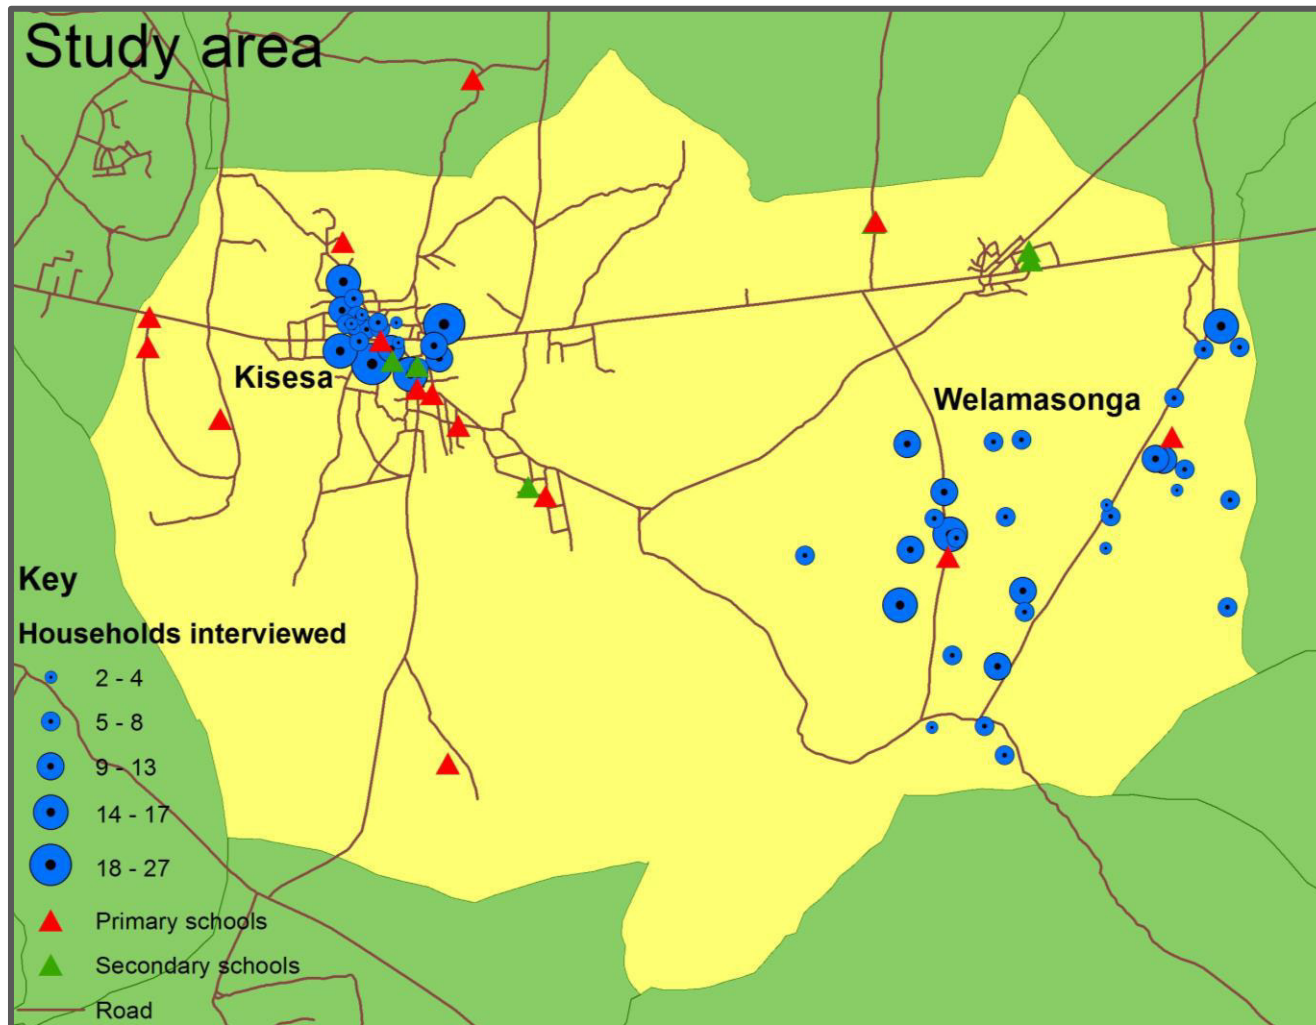 Study area
Kisesa
Welamasonga
Key
Households interviewed
2 - 4
5 - 8
9 - 13
14 - 17
18 - 27
Primary schools
Secondary schools
Road